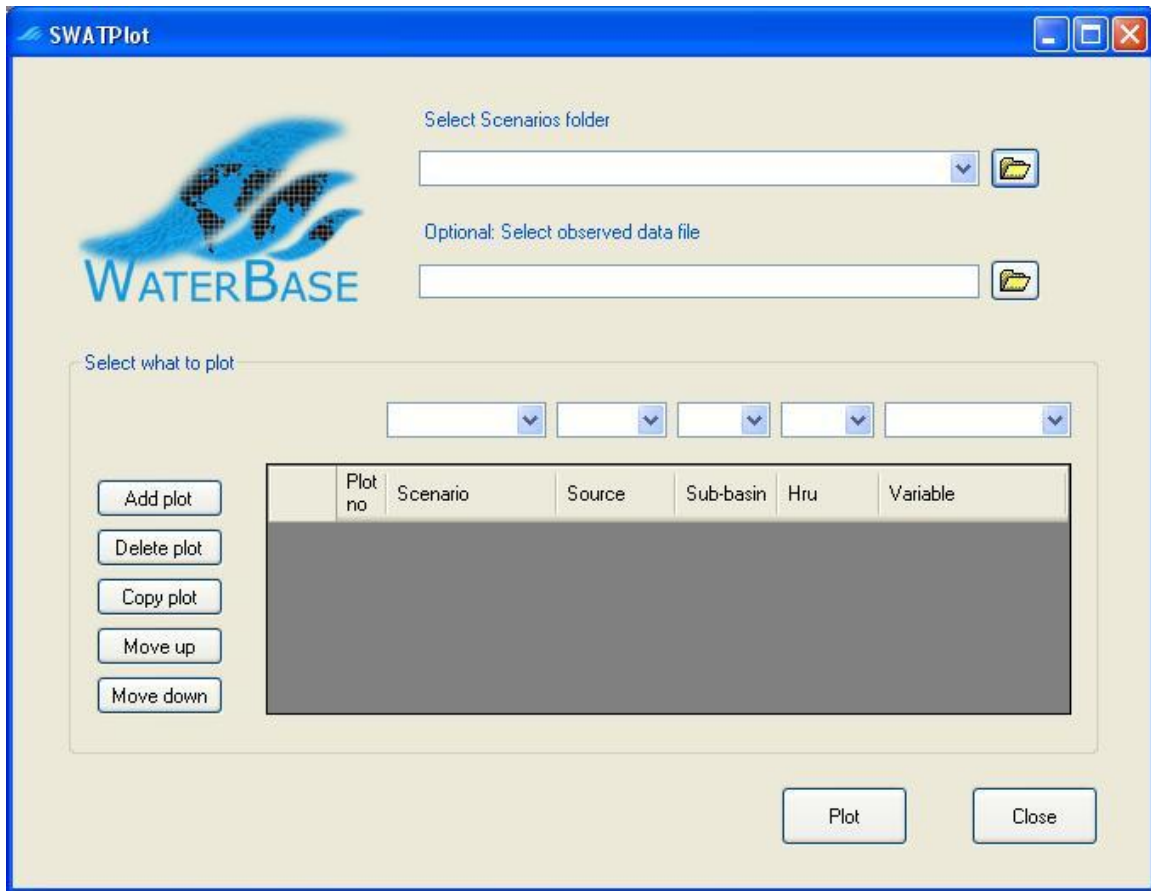 SWATPlot
Select Scenarios folder
Optional: Select observed data file
WATERBASE
Select what to plot
Plot no Scenario Source Sub-basin Hru Variable
Add plot
Delete plot
Copy plot
Move up
Move down
Plot Close